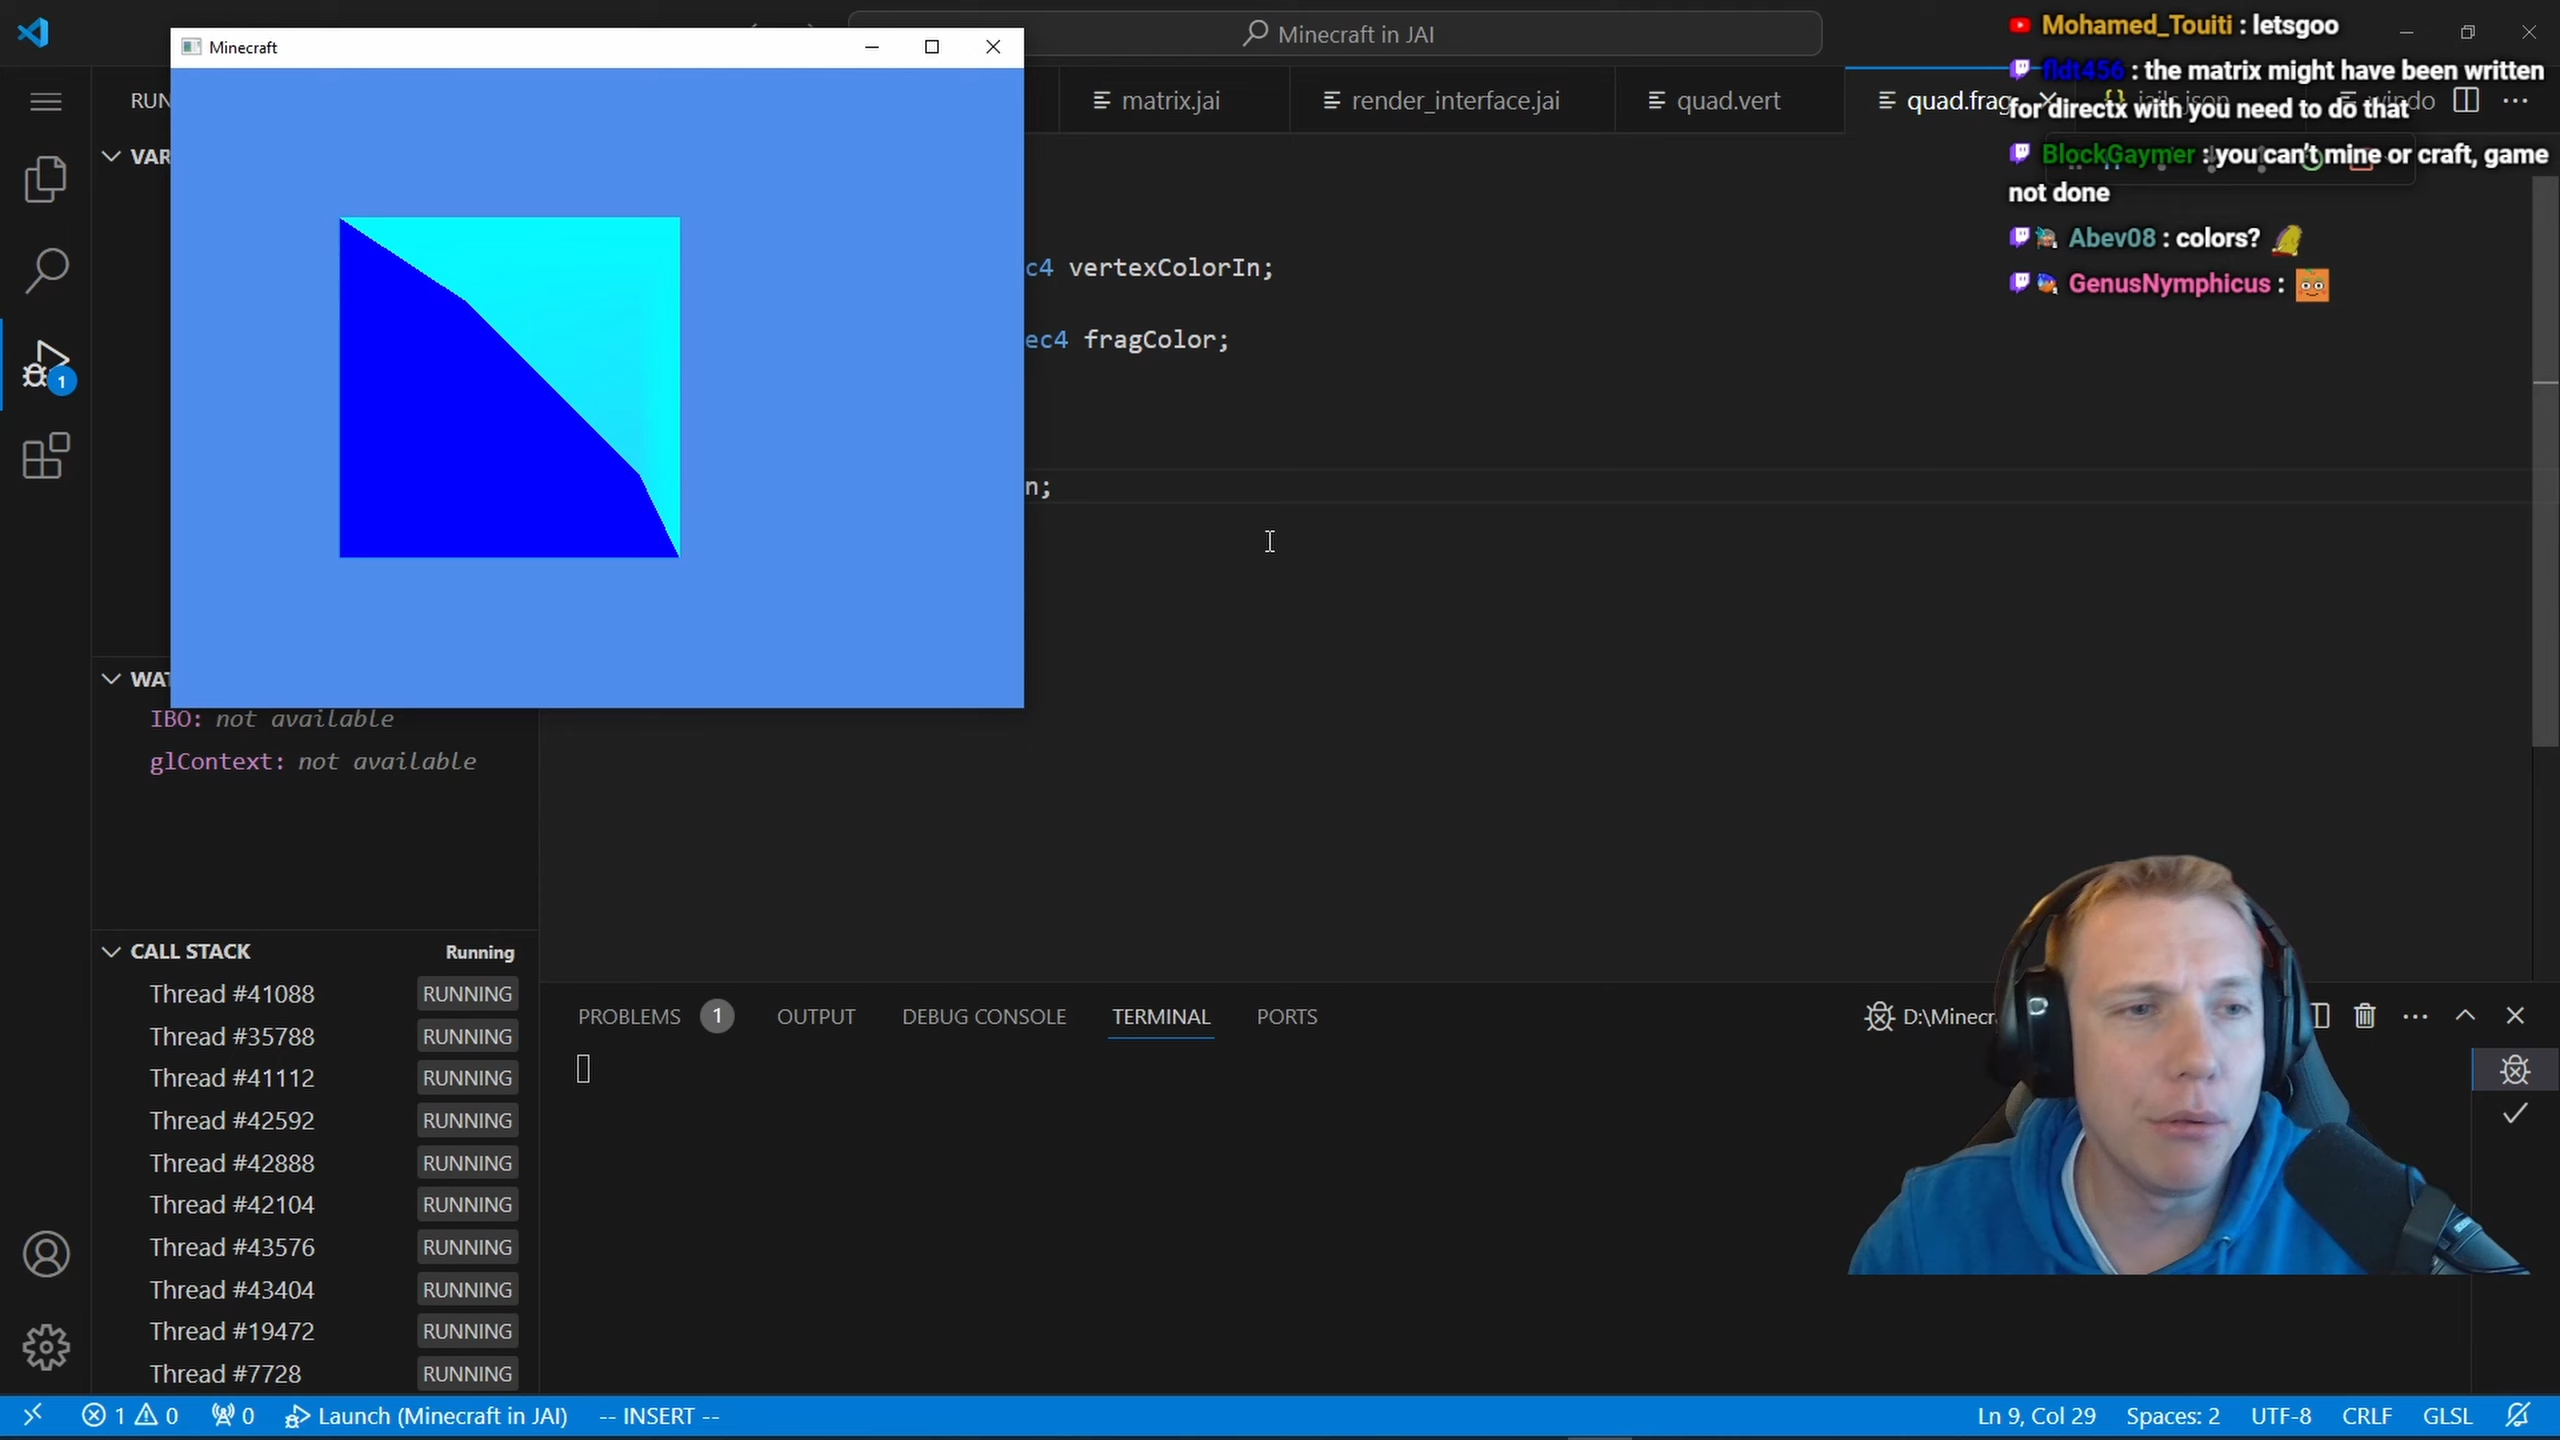 Minecraft in JAI
Minecraft
Mohamed_Touiti : letsgoo
fldt456 : the matrix might have been written
for directx with you need to do that
BlockGaymer : you can't mine or craft, game
not done
Abev08 : colors?
GenusNymphicus :
RUN
matrix.jai
render_interface.jai
quad.vert
quad.frag
jails.json
windo
VAR
c4 vertexColorIn;
ec4 fragColor;
n;
WAT
IBO: not available
glContext: not available
CALL STACK
Running
Thread #41088 RUNNING
Thread #35788 RUNNING
Thread #41112 RUNNING
Thread #42592 RUNNING
Thread #42888 RUNNING
Thread #42104 RUNNING
Thread #43576 RUNNING
Thread #43404 RUNNING
Thread #19472 RUNNING
Thread #7728 RUNNING
1
PROBLEMS 1 OUTPUT DEBUG CONSOLE TERMINAL PORTS
D:\Minecr
1 0 0 Launch (Minecraft in JAI) -- INSERT --
Ln 9, Col 29 Spaces: 2 UTF-8 CRLF GLSL